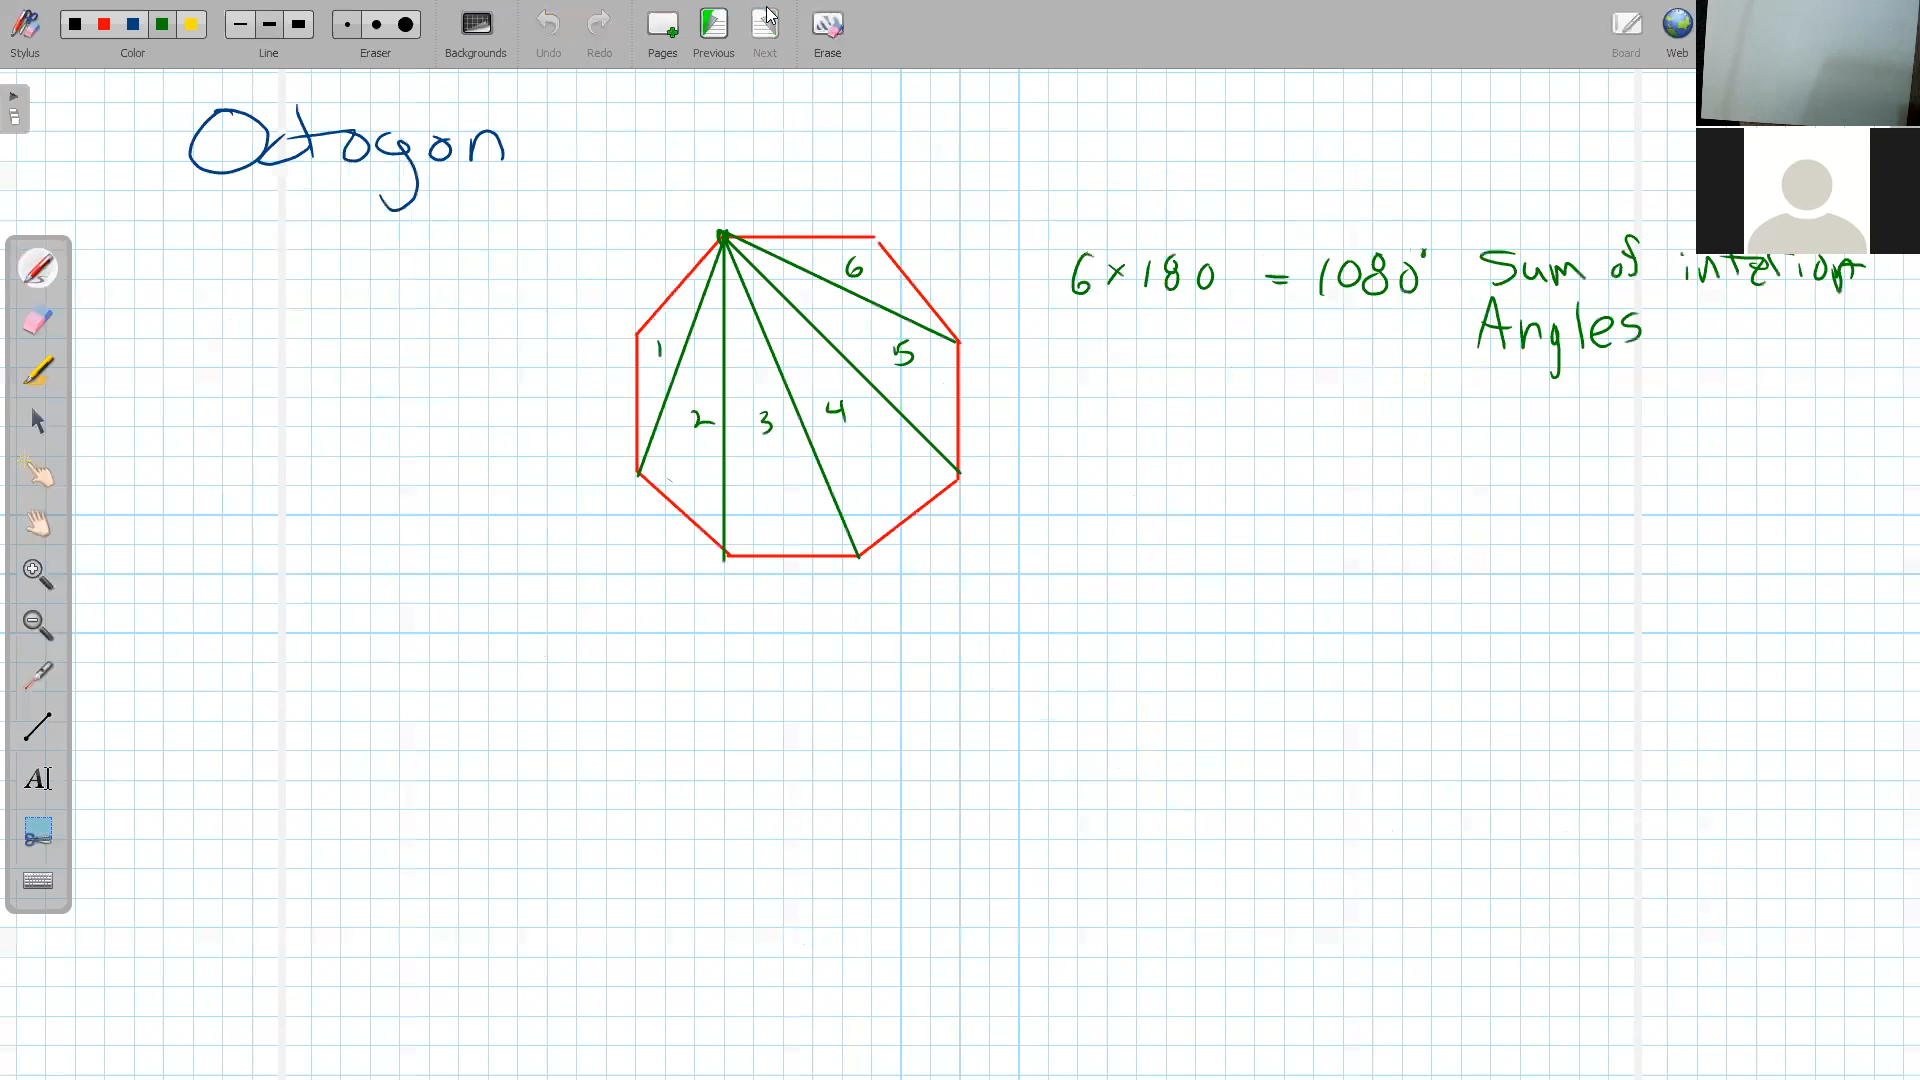 Stylus
Color
Line
Eraser
Backgrounds
Undo
Redo
Pages
Previous
Next
Erase
Board
Web
Octogon
6
1
5
2
3
4
6 × 180 = 1080° Sum of interior
Angles